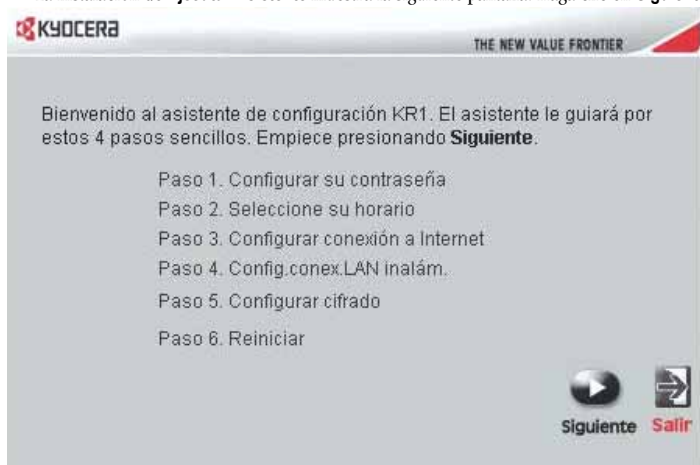 KYOCERA
THE NEW VALUE FRONTIER
Bienvenido al asistente de configuración KR1. El asistente le guiará por
estos 4 pasos sencillos. Empiece presionando Siguiente.
Paso 1. Configurar su contraseña
Paso 2. Seleccione su horario
Paso 3. Configurar conexión a Internet
Paso 4. Config.conex.LAN inalám.
Paso 5. Configurar cifrado
Paso 6. Reiniciar
Siguiente Salir